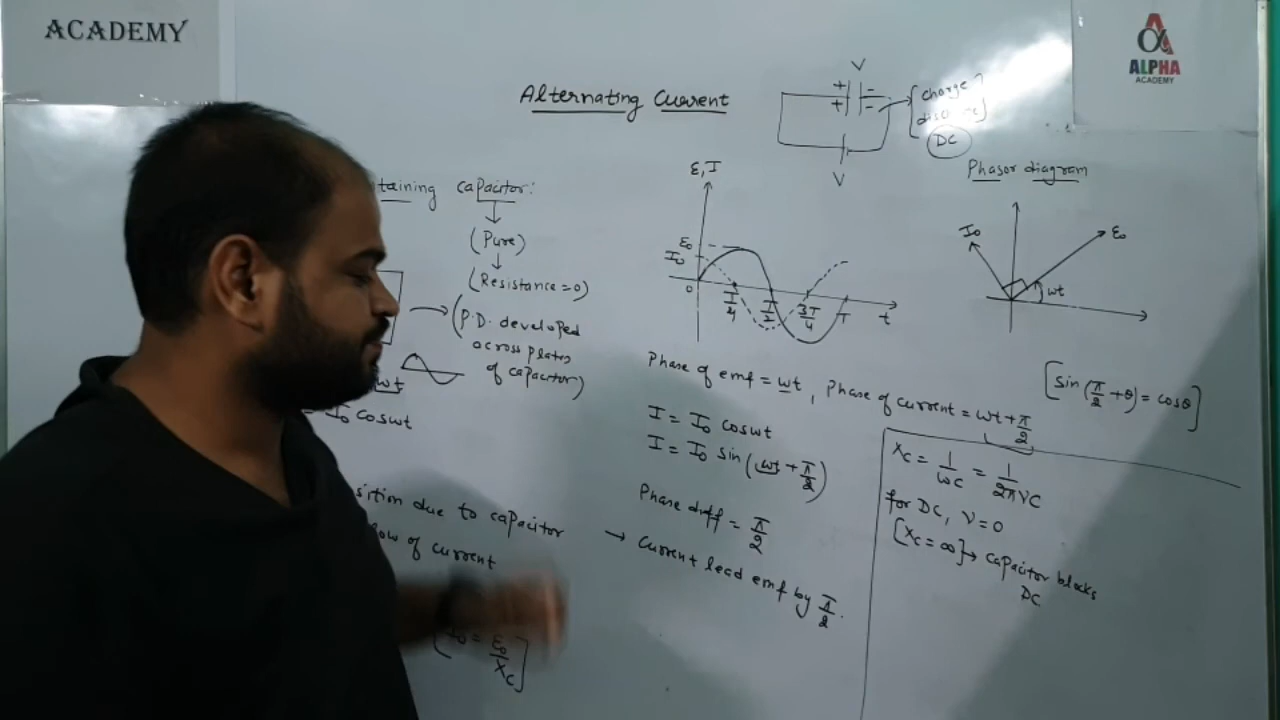 ACADEMY
ALPHA
ACADEMY
Alternating Current
V
+ -
+ -
V
charge
DC
taining capacitor:
(Pure)
(Resistance=0)
(P.D. developed
across plates
of capacitor)
ωt
= I₀ cosωt
sition due to capacitor
low of current
I₀ = ε₀/Xc]
ε, I
ε₀
I₀
0
T/4
T/2
3T/4
T
t
Phasor diagram
I₀
ε₀
ωt
Phase of emf = ωt, Phase of current = ωt + π/2
[sin(π/2 + θ) = cosθ]
I = I₀ cosωt
I = I₀ sin(ωt + π/2)
Phase diff = π/2
→ Current lead emf by π/2.
Xc = 1/ωC = 1/2πνC
for DC, ν=0
[Xc = ∞] → capacitor blocks
DC